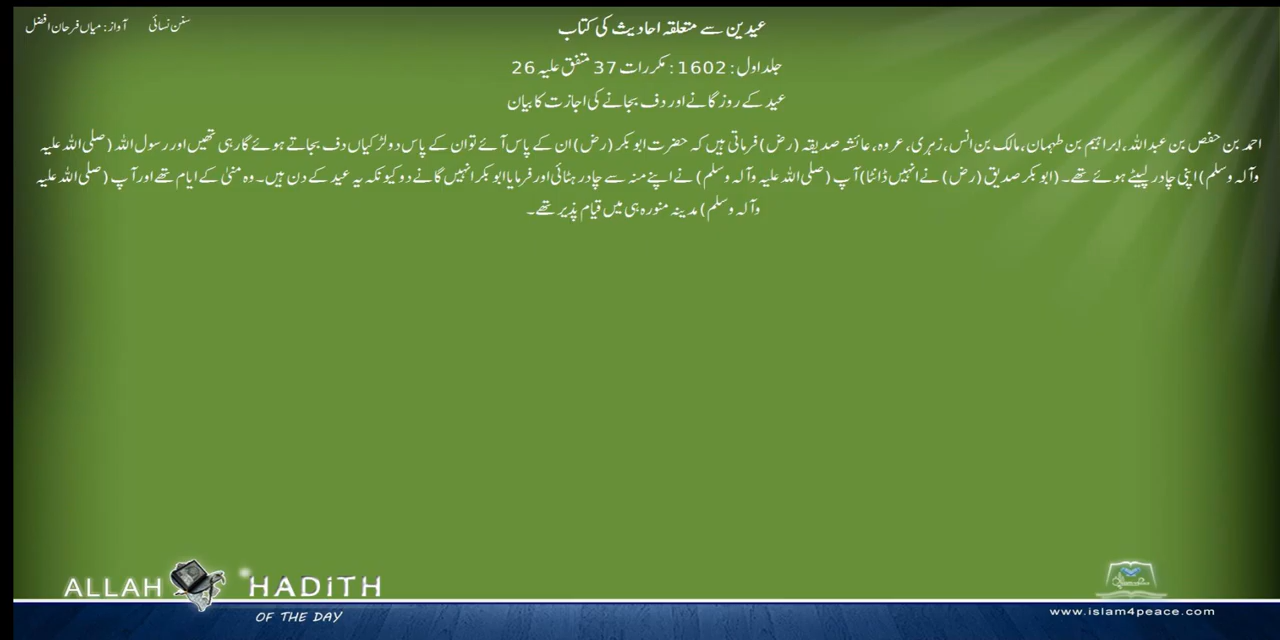 عیدین سے متعلقہ احادیث کی کتاب
سنن نسائی آواز: میاں فرحان افضل
جلد اول : 1602 : مکررات 37 متفق علیہ 26
عید کے روز گانے اور دف بجانے کی اجازت کا بیان
احمد بن حفص بن عبداللہ، ابراہیم بن طہمان، مالک بن انس، زہری، عروہ، عائشہ صدیقہ (رض) فرماتی ہیں کہ حضرت ابوبکر (رض) ان کے پاس آئے تو ان کے پاس دو لڑکیاں دف بجاتے ہوئے گا رہی تھیں اور رسول اللہ (صلی اللہ علیہ
وآلہ وسلم) اپنی چادر لپیٹے ہوئے تھے۔ (ابوبکر صدیق (رض) نے انہیں ڈانٹا) آپ (صلی اللہ علیہ وآلہ وسلم) نے اپنے منہ سے چادر ہٹائی اور فرمایا ابوبکر انہیں گانے دو کیونکہ یہ عید کے دن ہیں۔ وہ منیٰ کے ایام تھے اور آپ (صلی اللہ علیہ
وآلہ وسلم) مدینہ منورہ ہی میں قیام پذیر تھے۔
ALLAH HADiTH
OF THE DAY
www.islam4peace.com